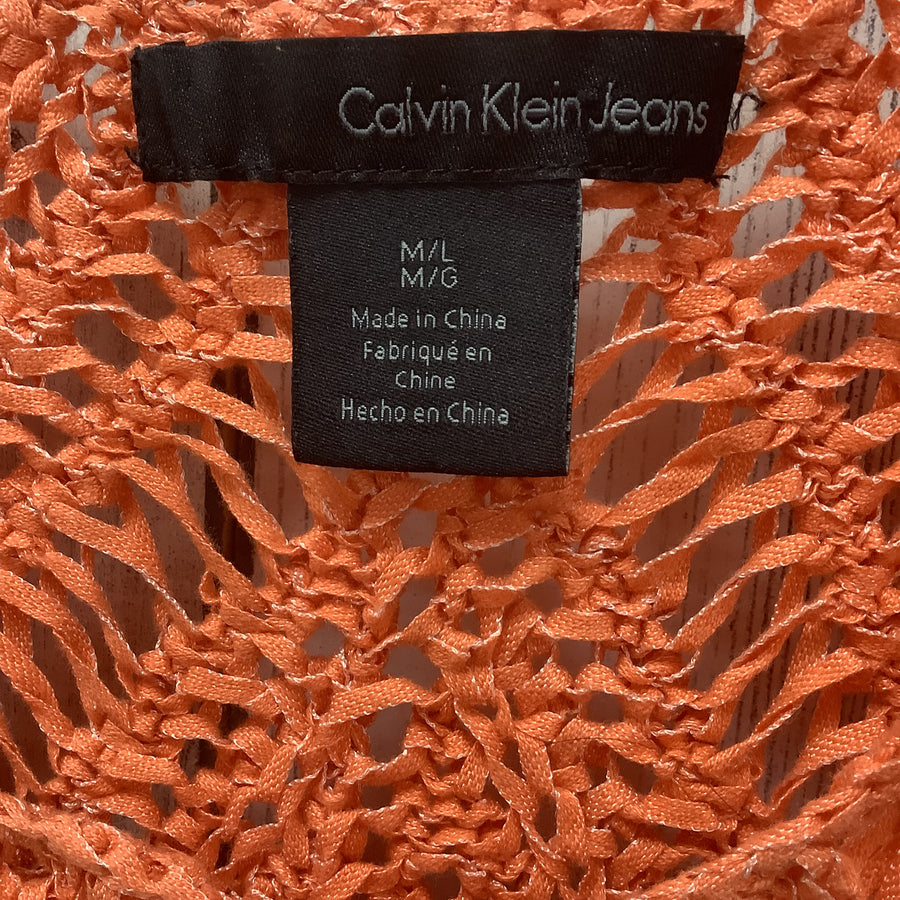 Calvin Klein Jeans
M/L
M/G
Made in China
Fabriqué en
Chine
Hecho en China